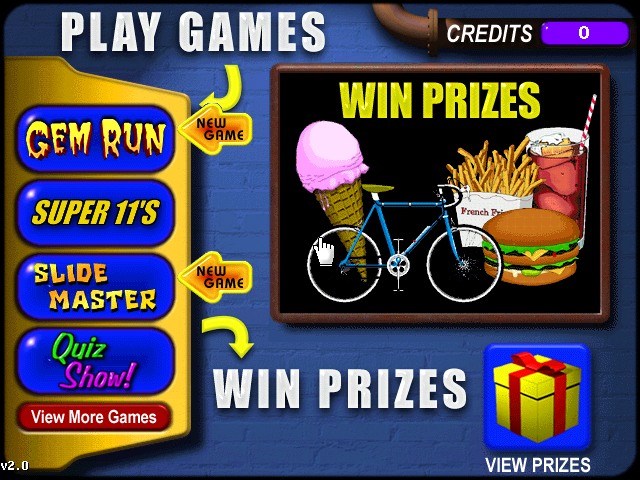 PLAY GAMES
CREDITS 0
WIN PRIZES
GEM RUN
NEW GAME
SUPER 11'S
French Fri
SLIDE MASTER
NEW GAME
Quiz Show!
WIN PRIZES
View More Games
VIEW PRIZES
v2.0